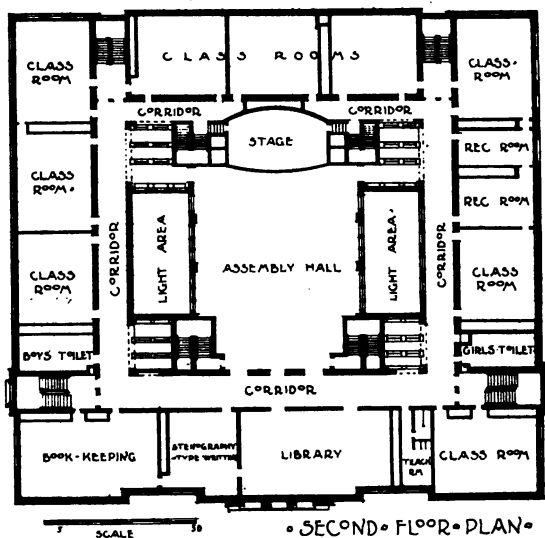 CLASS ROOMS
CLASS
ROOM
CLASS
ROOM
CORRIDOR
CORRIDOR
STAGE
REC ROOM
CLASS
ROOM
REC ROOM
CORRIDOR
LIGHT AREA
ASSEMBLY HALL
LIGHT AREA
CORRIDOR
CLASS
ROOM
CLASS
ROOM
BOYS TOILET
GIRLS TOILET
CORRIDOR
BOOK-KEEPING
STENOGRAPHY
TYPE WRITING
LIBRARY
TEACH
RM
CLASS ROOM
5
50
SCALE
SECOND FLOOR PLAN